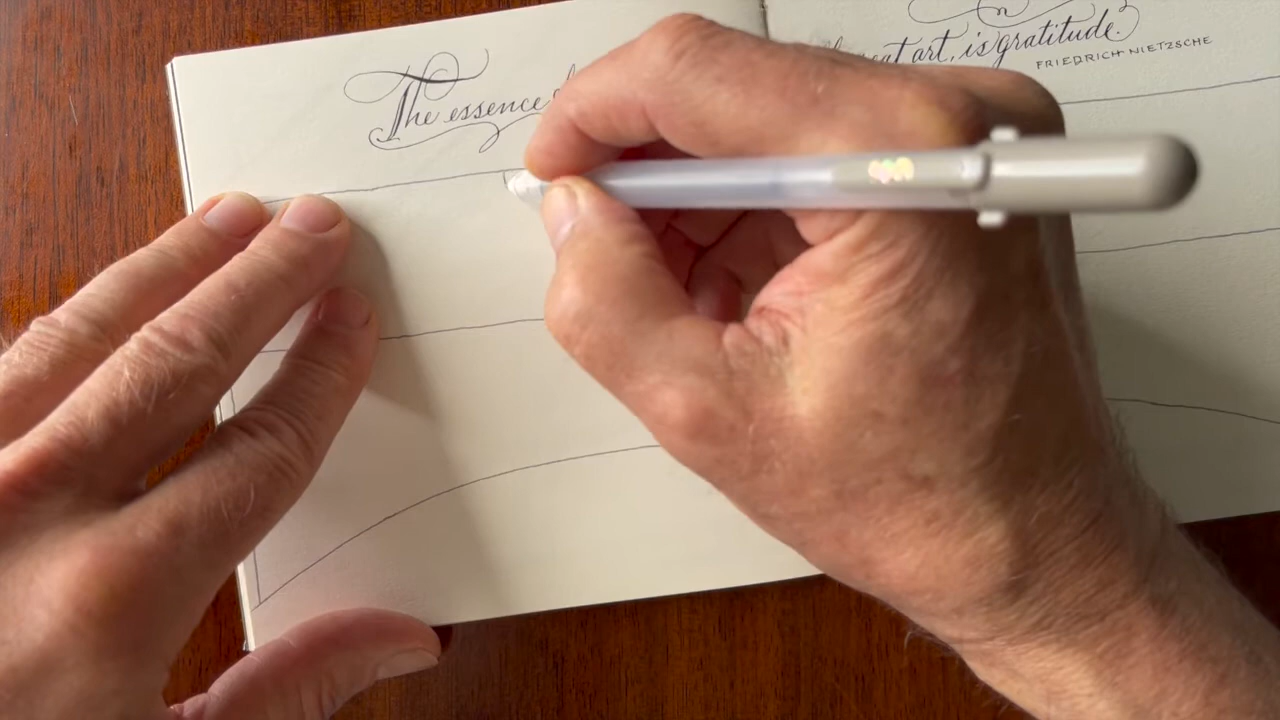 The essence
art, is gratitude.
FRIEDRICH NIETZSCHE